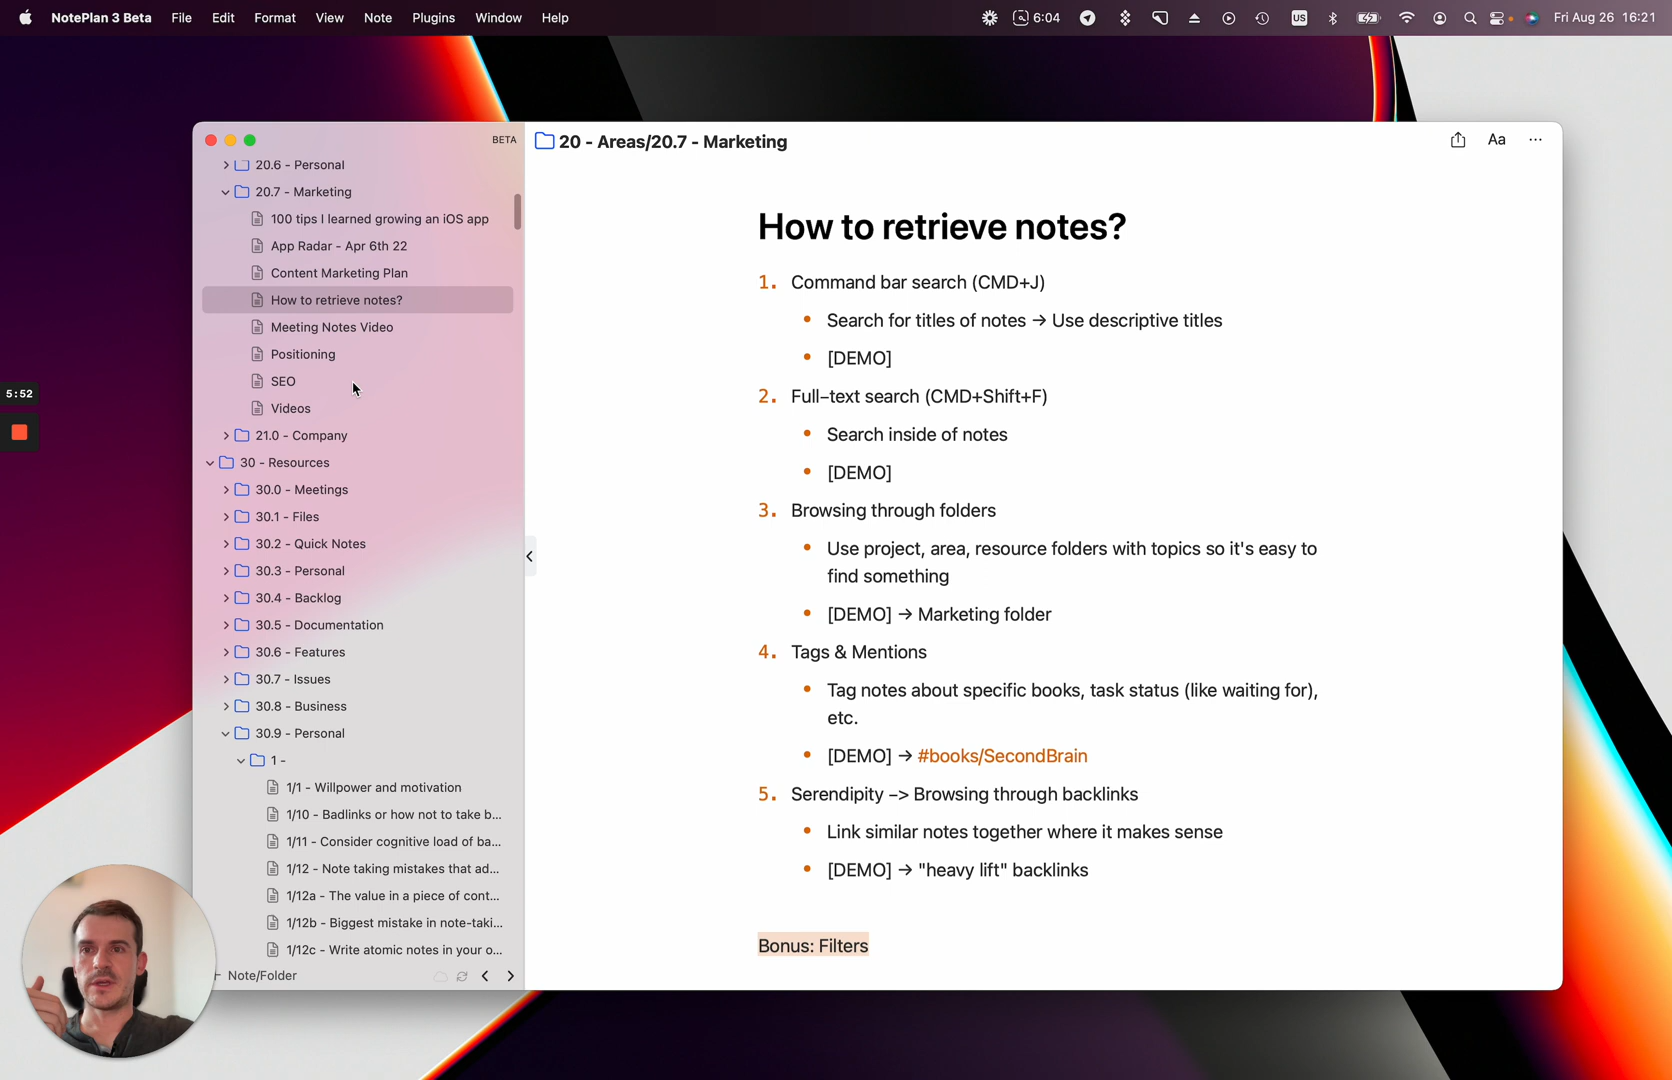 NotePlan 3 Beta File Edit Format View Note Plugins Window Help
6:04 US Fri Aug 26 16:21
BETA
20 - Areas/20.7 - Marketing
Aa
20.6 - Personal
20.7 - Marketing
100 tips I learned growing an iOS app
App Radar - Apr 6th 22
Content Marketing Plan
How to retrieve notes?
Meeting Notes Video
Positioning
SEO
Videos
21.0 - Company
30 - Resources
30.0 - Meetings
30.1 - Files
30.2 - Quick Notes
30.3 - Personal
30.4 - Backlog
30.5 - Documentation
30.6 - Features
30.7 - Issues
30.8 - Business
30.9 - Personal
1 -
1/1 - Willpower and motivation
1/10 - Badlinks or how not to take b...
1/11 - Consider cognitive load of ba...
1/12 - Note taking mistakes that ad...
1/12a - The value in a piece of cont...
1/12b - Biggest mistake in note-taki...
1/12c - Write atomic notes in your o...
Note/Folder
5:52
How to retrieve notes?
1. Command bar search (CMD+J)
• Search for titles of notes → Use descriptive titles
• [DEMO]
2. Full-text search (CMD+Shift+F)
• Search inside of notes
• [DEMO]
3. Browsing through folders
• Use project, area, resource folders with topics so it's easy to
find something
• [DEMO] → Marketing folder
4. Tags & Mentions
• Tag notes about specific books, task status (like waiting for),
etc.
• [DEMO] → #books/SecondBrain
5. Serendipity -> Browsing through backlinks
• Link similar notes together where it makes sense
• [DEMO] → "heavy lift" backlinks
Bonus: Filters